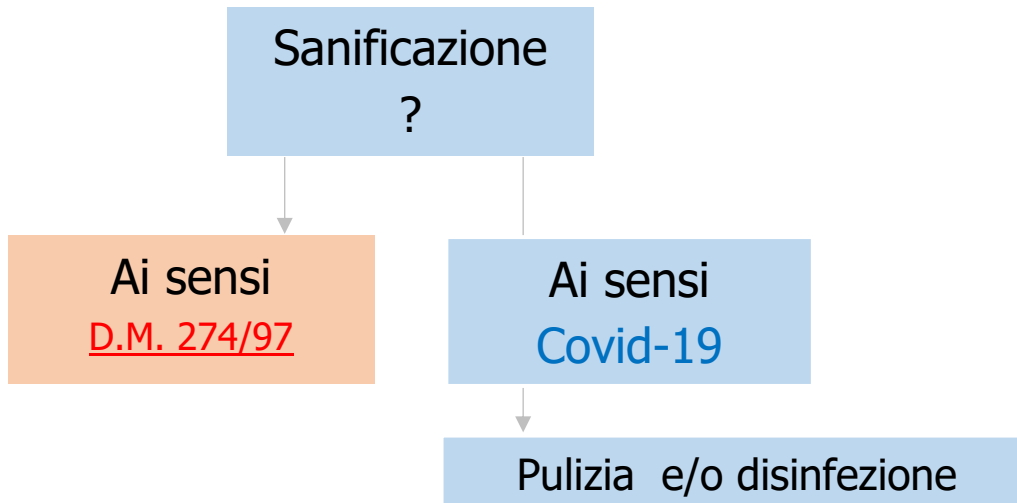 Sanificazione
?
Ai sensi
D.M. 274/97
Ai sensi
Covid-19
Pulizia e/o disinfezione